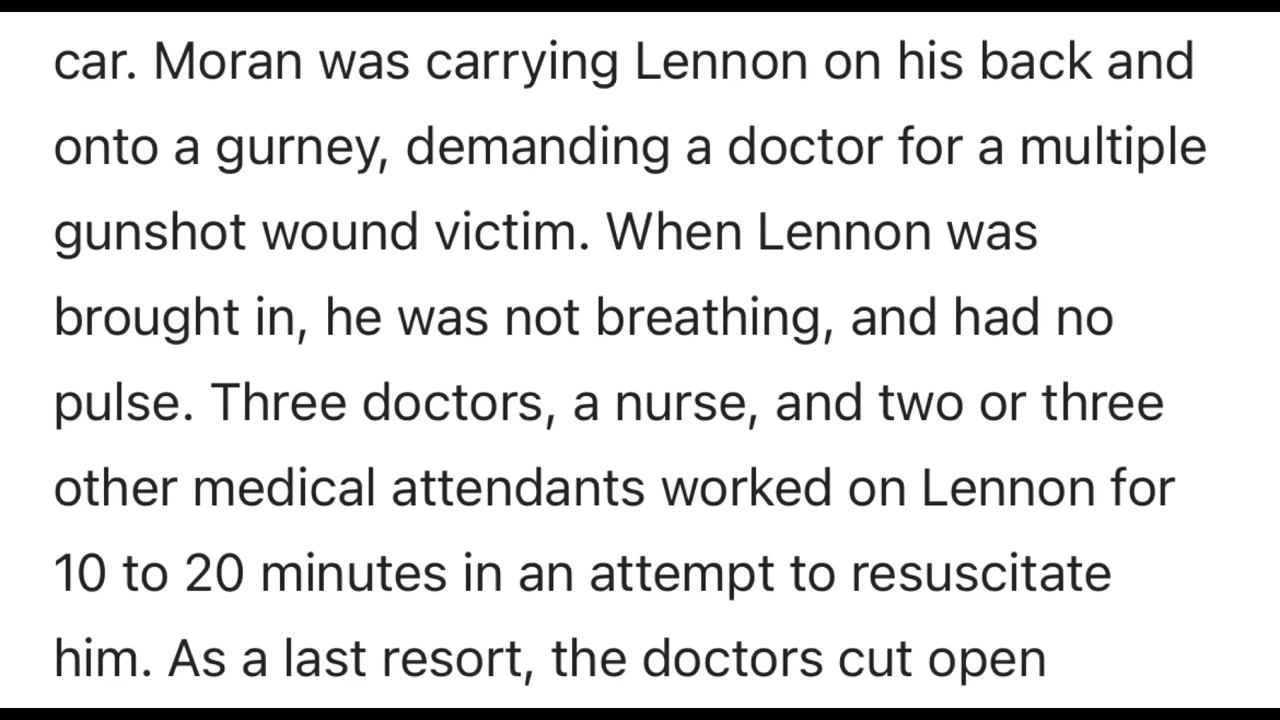 car. Moran was carrying Lennon on his back and
onto a gurney, demanding a doctor for a multiple
gunshot wound victim. When Lennon was
brought in, he was not breathing, and had no
pulse. Three doctors, a nurse, and two or three
other medical attendants worked on Lennon for
10 to 20 minutes in an attempt to resuscitate
him. As a last resort, the doctors cut open